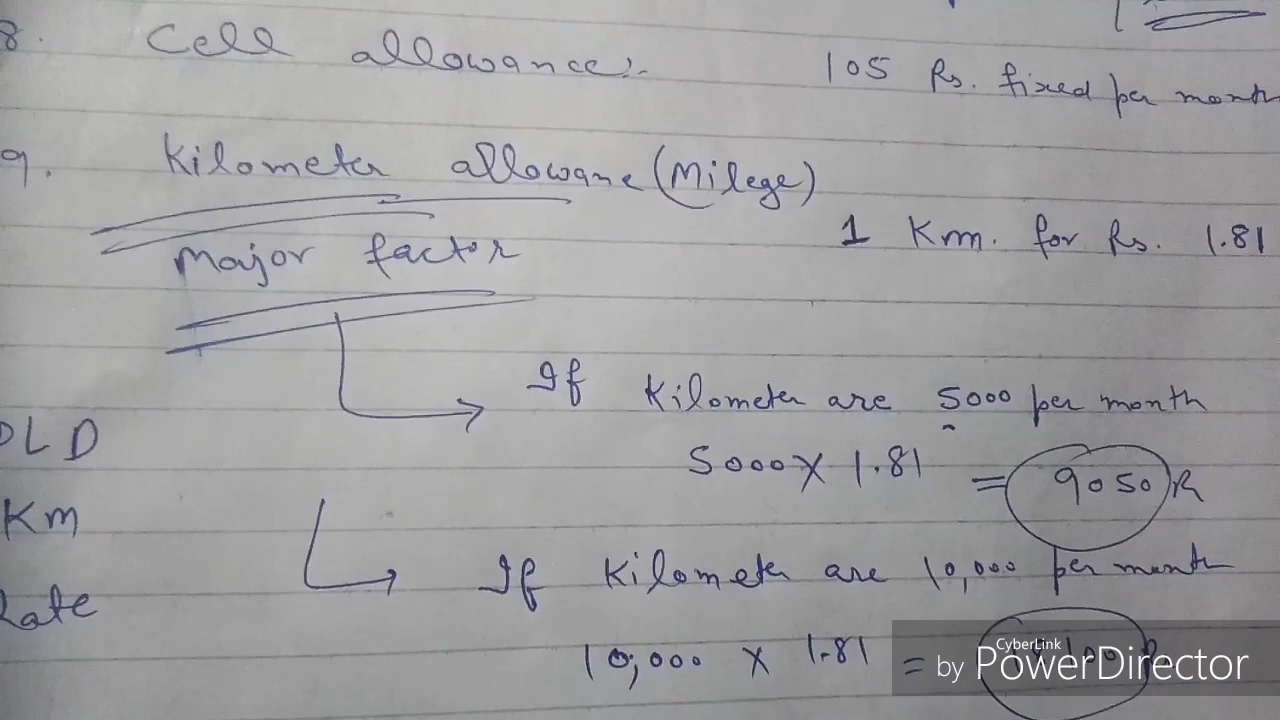 8. Cell allowance:- 105 Rs. fixed per month
9. Kilometer allowane (Milege)
1 Km. for Rs. 1.81
Major factor
If Kilometer are 5000 per month
OLD
5000 X 1.81 = 9050 R
Km
If Kilometer are 10,000 per month
Rate
10,000 X 1.81 = 18100 R
CyberLink
by PowerDirector